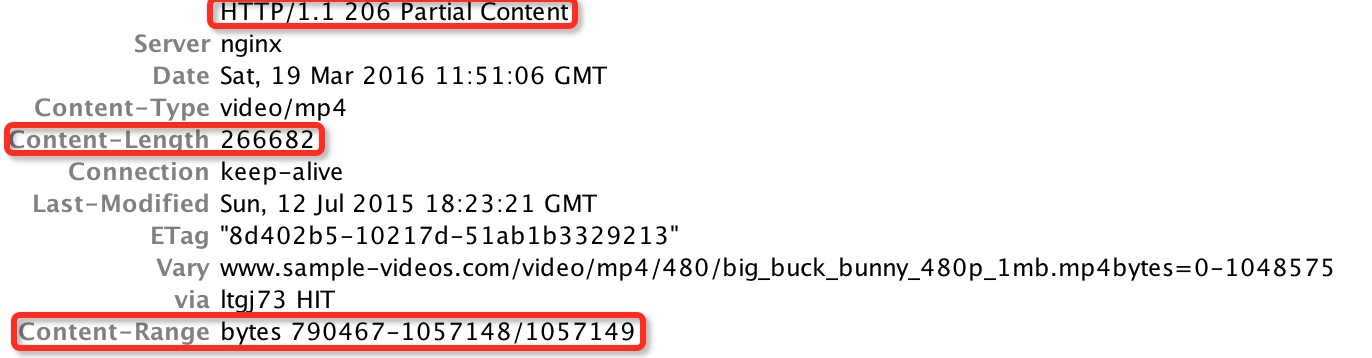 HTTP/1.1 206 Partial Content
Server nginx
Date Sat, 19 Mar 2016 11:51:06 GMT
Content-Type video/mp4
Content-Length 266682
Connection keep-alive
Last-Modified Sun, 12 Jul 2015 18:23:21 GMT
ETag "8d402b5-10217d-51ab1b3329213"
Vary www.sample-videos.com/video/mp4/480/big_buck_bunny_480p_1mb.mp4bytes=0-1048575
via ltgj73 HIT
Content-Range bytes 790467-1057148/1057149